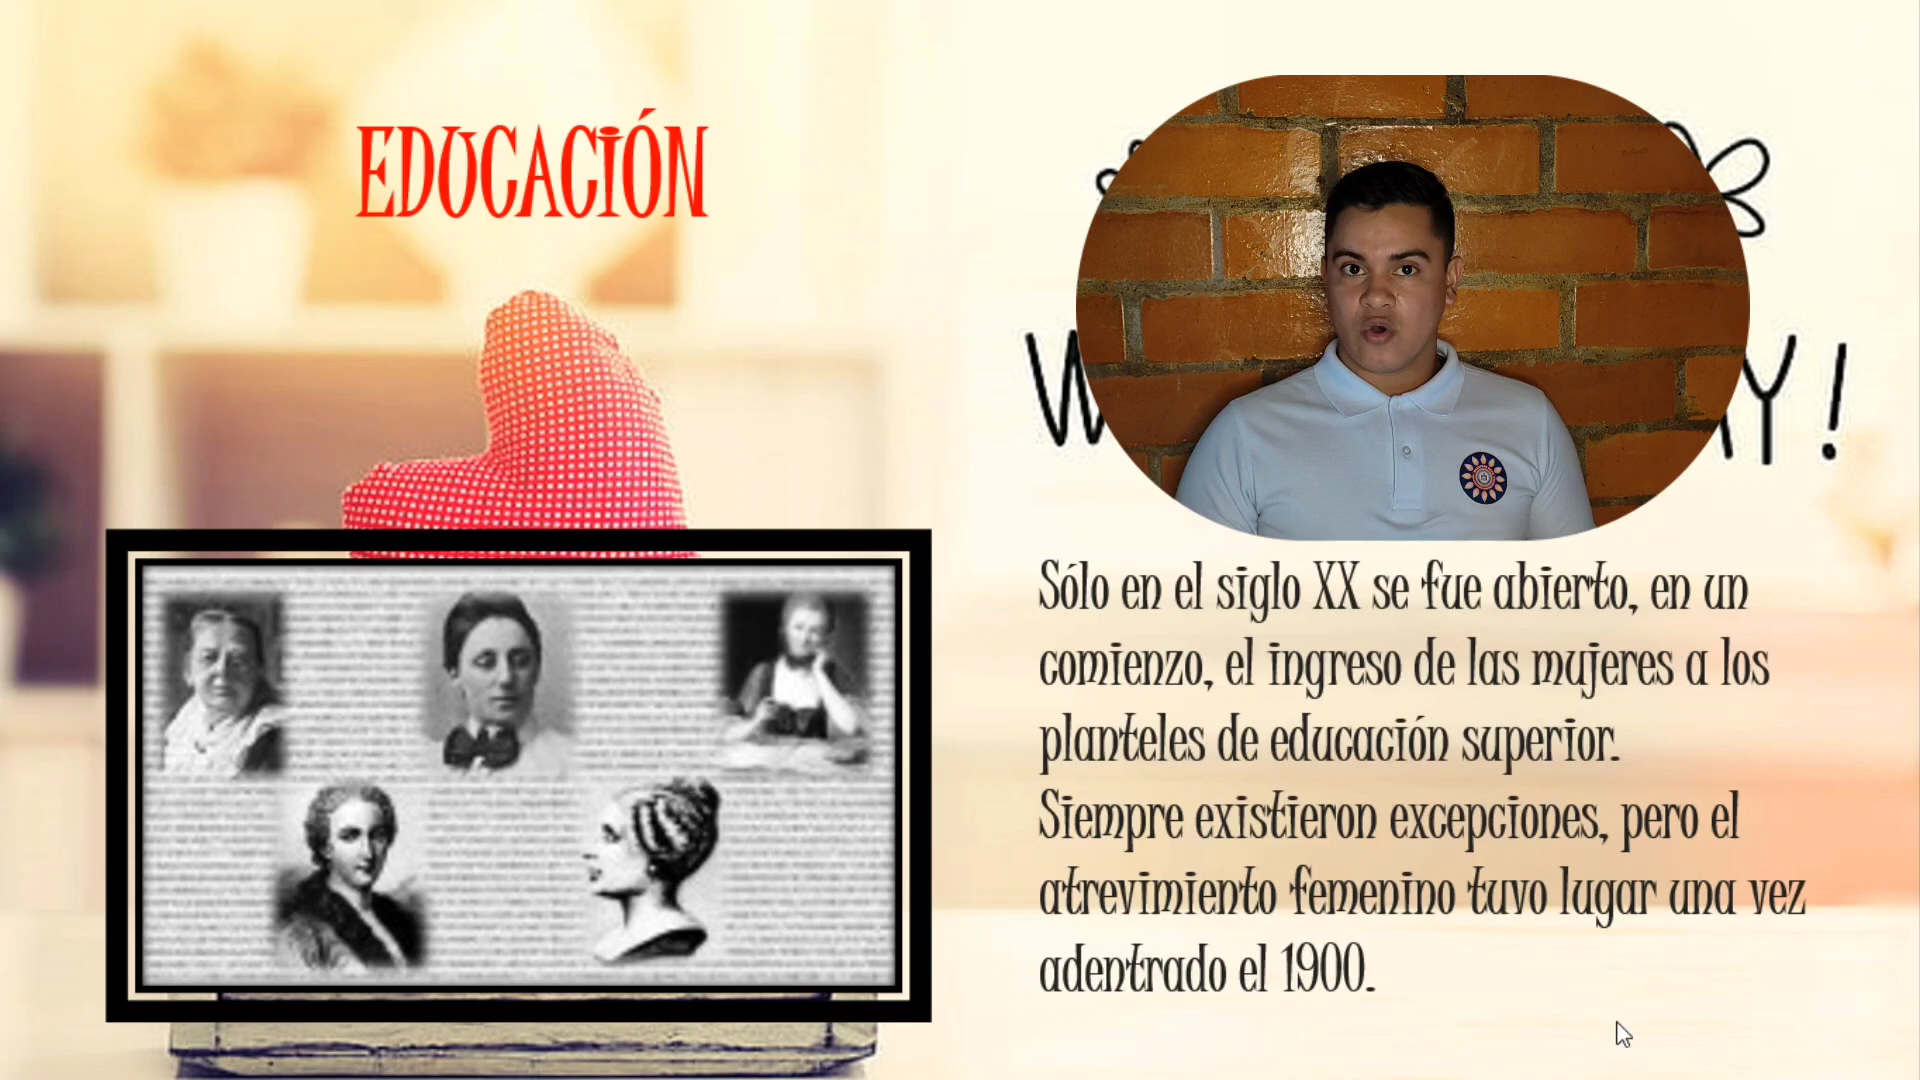 EDUCACIÓN
W
AY!
Sólo en el siglo XX se fue abierto, en un
comienzo, el ingreso de las mujeres a los
planteles de educación superior.
Siempre existieron excepciones, pero el
atrevimiento femenino tuvo lugar una vez
adentrado el 1900.